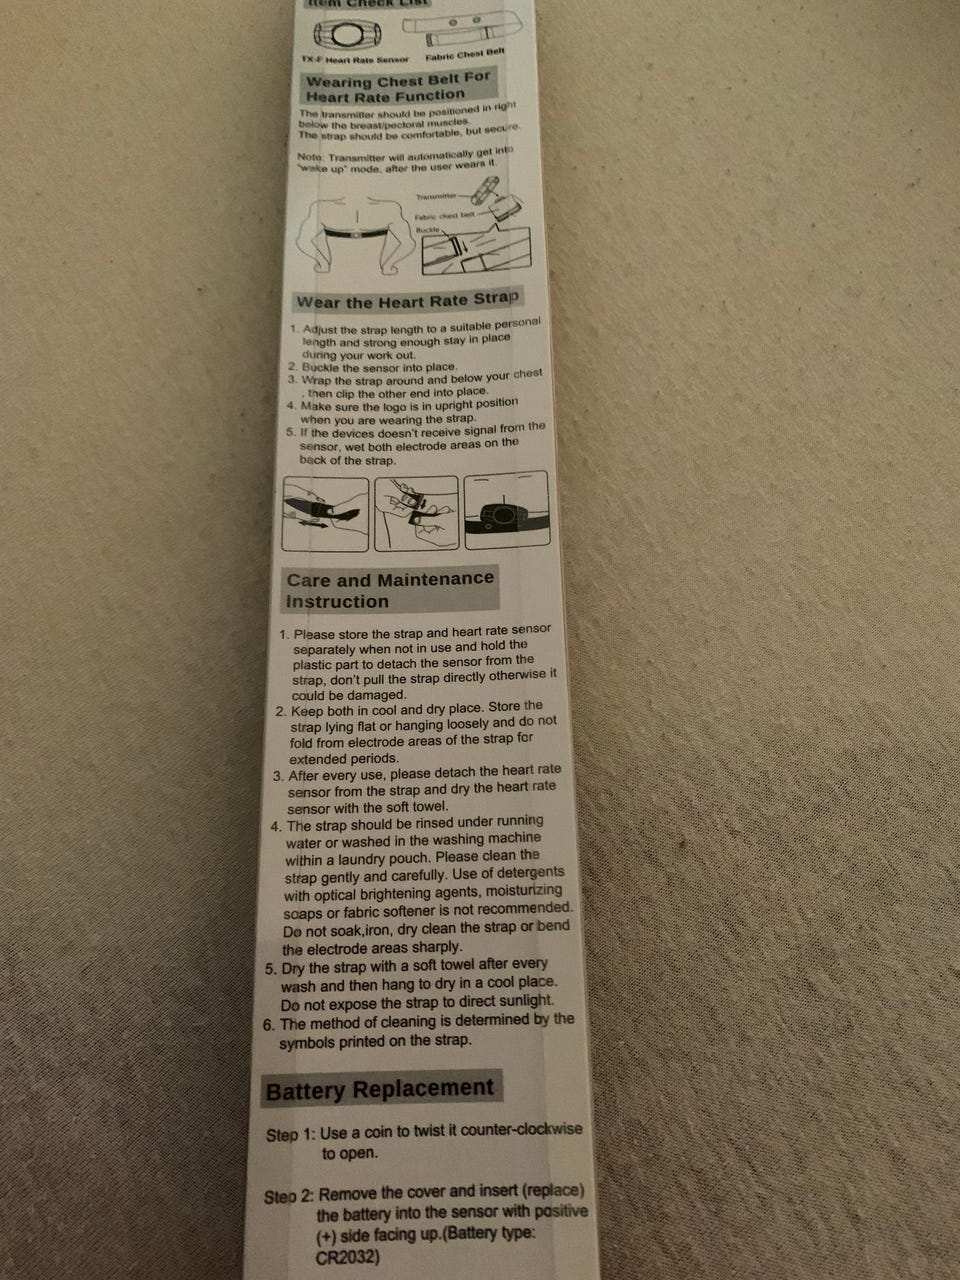 Item Check List
TX-F Heart Rate Sensor
Fabric Chest Belt
Wearing Chest Belt For
Heart Rate Function
The transmitter should be positioned in right
below the breast/pectoral muscles.
The strap should be comfortable, but secure.
Note: Transmitter will automatically get into
"wake up" mode, after the user wears it.
Transmitter
Fabric chest belt
Buckle
Wear the Heart Rate Strap
1. Adjust the strap length to a suitable personal
length and strong enough stay in place
during your work out.
2. Buckle the sensor into place.
3. Wrap the strap around and below your chest
, then clip the other end into place.
4. Make sure the logo is in upright position
when you are wearing the strap.
5. If the devices doesn't receive signal from the
sensor, wet both electrode areas on the
back of the strap.
Care and Maintenance
Instruction
1. Please store the strap and heart rate sensor
separately when not in use and hold the
plastic part to detach the sensor from the
strap, don't pull the strap directly otherwise it
could be damaged.
2. Keep both in cool and dry place. Store the
strap lying flat or hanging loosely and do not
fold from electrode areas of the strap for
extended periods.
3. After every use, please detach the heart rate
sensor from the strap and dry the heart rate
sensor with the soft towel.
4. The strap should be rinsed under running
water or washed in the washing machine
within a laundry pouch. Please clean the
strap gently and carefully. Use of detergents
with optical brightening agents, moisturizing
soaps or fabric softener is not recommended.
Do not soak,iron, dry clean the strap or bend
the electrode areas sharply.
5. Dry the strap with a soft towel after every
wash and then hang to dry in a cool place.
Do not expose the strap to direct sunlight.
6. The method of cleaning is determined by the
symbols printed on the strap.
Battery Replacement
Step 1: Use a coin to twist it counter-clockwise
to open.
Step 2: Remove the cover and insert (replace)
the battery into the sensor with positive
(+) side facing up.(Battery type:
CR2032)